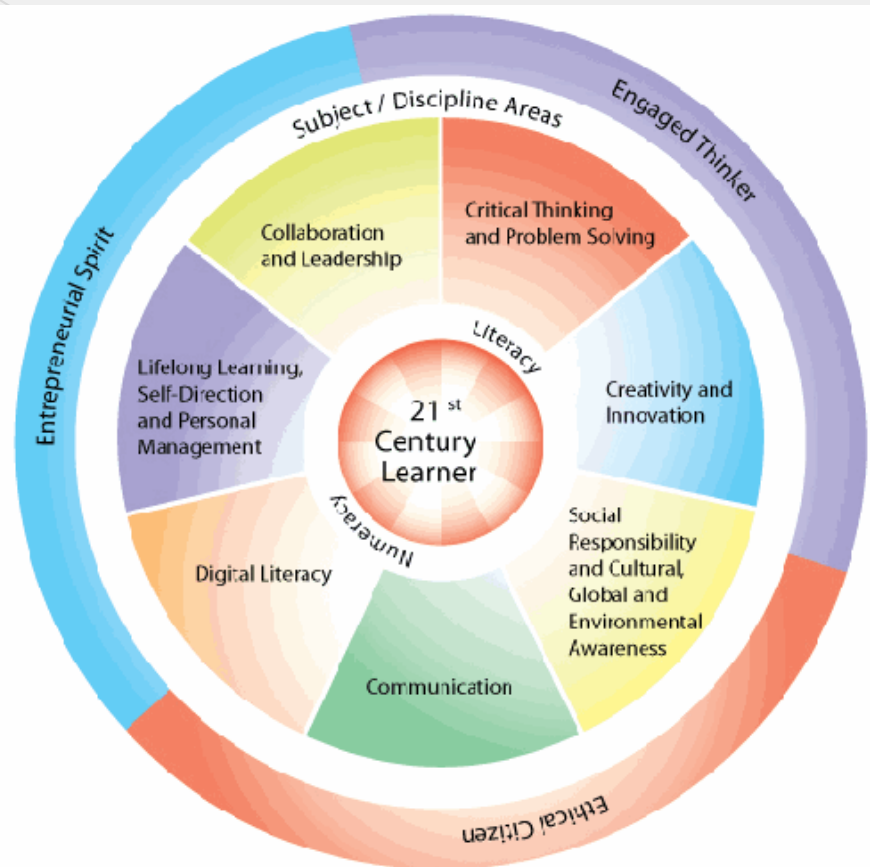 Subject / Discipline Areas
Engaged Thinker
Entrepreneurial Spirit
Ethical Citizen
Collaboration
and Leadership
Critical Thinking
and Problem Solving
Creativity and
Innovation
Social
Responsibility
and Cultural,
Global and
Environmental
Awareness
Communication
Digital Literacy
Lifelong Learning,
Self-Direction
and Personal
Management
Literacy
Numeracy
21 st
Century
Learner